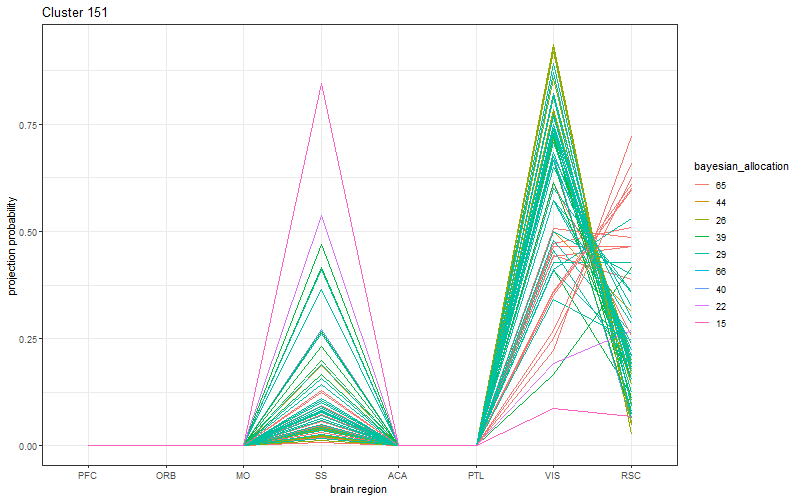 Cluster 151
projection probability
0.75
0.50
0.25
0.00
PFC ORB MO SS ACA PTL VIS RSC
brain region
bayesian_allocation
65
44
26
39
29
66
40
22
15